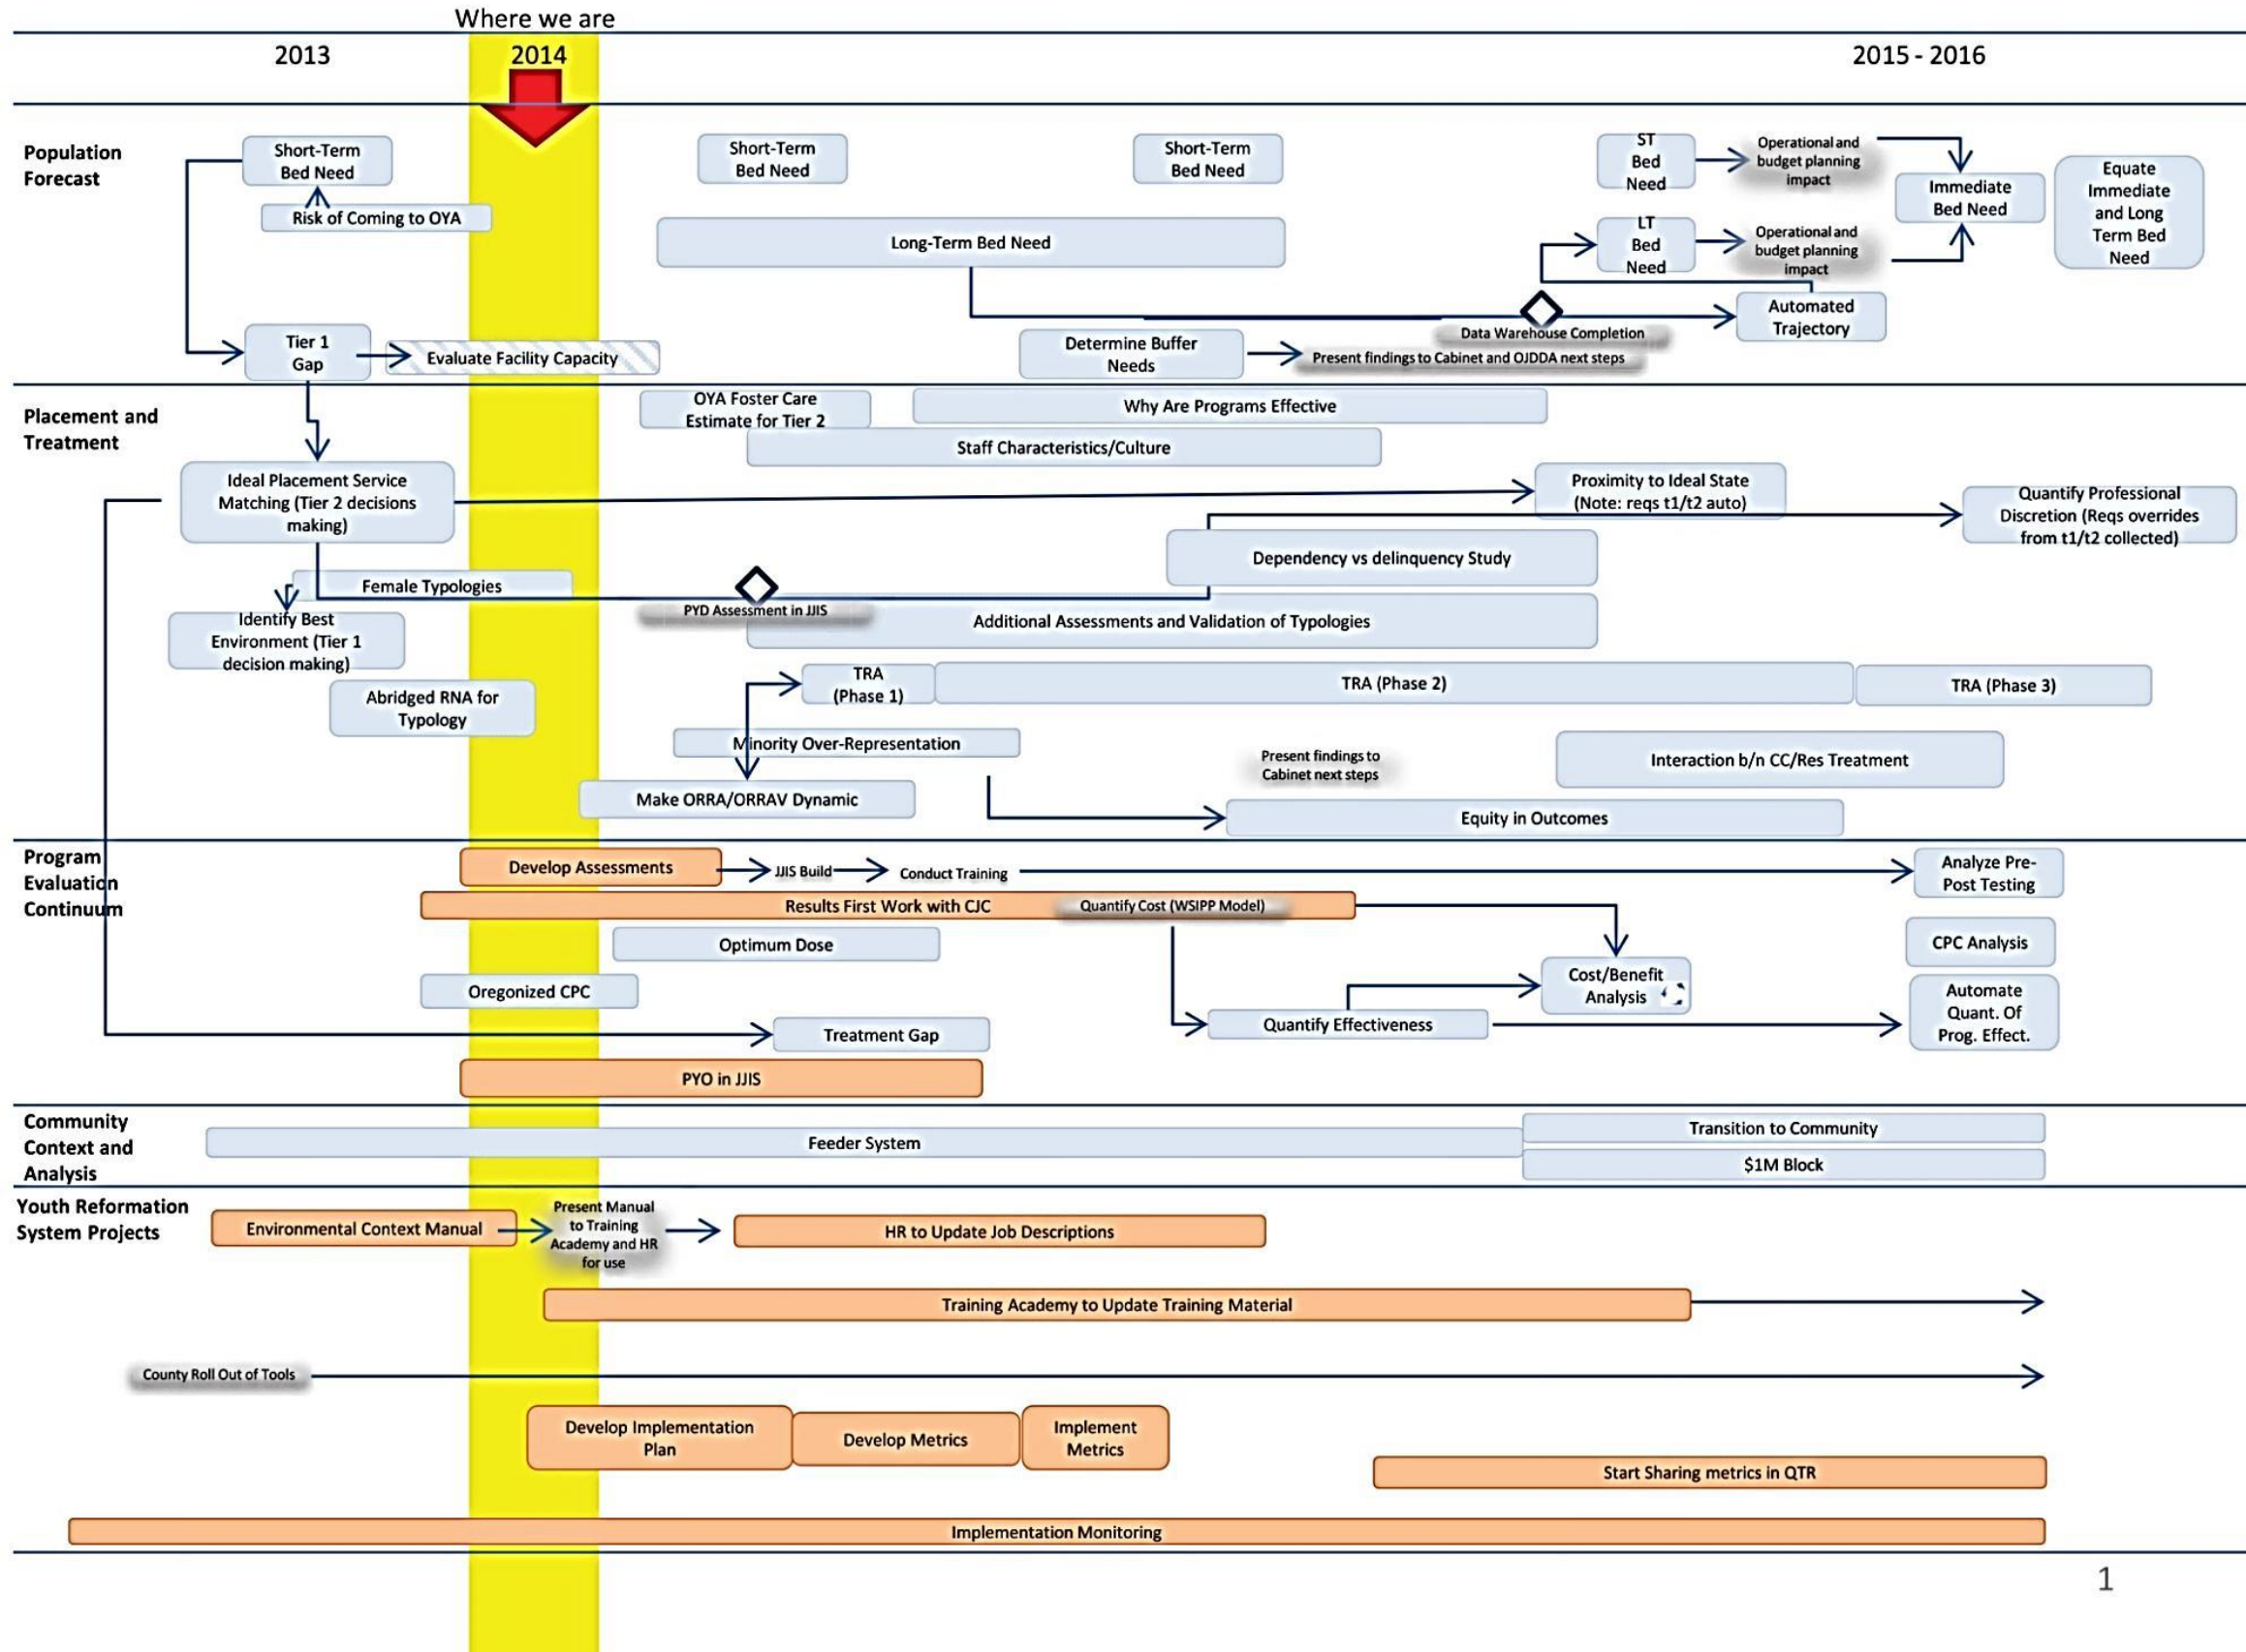 Where we are
2013
2014
2015 - 2016
Population
Forecast
Short-Term
Bed Need
Risk of Coming to OYA
Short-Term
Bed Need
Short-Term
Bed Need
ST
Bed
Need
Operational and
budget planning
impact
Immediate
Bed Need
Equate
Immediate
and Long
Term Bed
Need
Long-Term Bed Need
LT
Bed
Need
Operational and
budget planning
impact
Automated
Trajectory
Data Warehouse Completion
Tier 1
Gap
Evaluate Facility Capacity
Determine Buffer
Needs
Present findings to Cabinet and OJDDA next steps
Placement and
Treatment
OYA Foster Care
Estimate for Tier 2
Why Are Programs Effective
Staff Characteristics/Culture
Ideal Placement Service
Matching (Tier 2 decisions
making)
Proximity to Ideal State
(Note: reqs t1/t2 auto)
Quantify Professional
Discretion (Reqs overrides
from t1/t2 collected)
Dependency vs delinquency Study
Female Typologies
PYD Assessment in JJIS
Identify Best
Environment (Tier 1
decision making)
Additional Assessments and Validation of Typologies
Abridged RNA for
Typology
TRA
(Phase 1)
TRA (Phase 2)
TRA (Phase 3)
Minority Over-Representation
Present findings to
Cabinet next steps
Interaction b/n CC/Res Treatment
Make ORRA/ORRAV Dynamic
Equity in Outcomes
Program
Evaluation
Continuum
Develop Assessments
JJIS Build
Conduct Training
Analyze Pre-
Post Testing
Results First Work with CJC
Quantify Cost (WSIPP Model)
Optimum Dose
CPC Analysis
Oregonized CPC
Cost/Benefit
Analysis
Treatment Gap
Quantify Effectiveness
Automate
Quant. Of
Prog. Effect.
PYO in JJIS
Community
Context and
Analysis
Feeder System
Transition to Community
$1M Block
Youth Reformation
System Projects
Environmental Context Manual
Present Manual
to Training
Academy and HR
for use
HR to Update Job Descriptions
Training Academy to Update Training Material
County Roll Out of Tools
Develop Implementation
Plan
Develop Metrics
Implement
Metrics
Start Sharing metrics in QTR
Implementation Monitoring
1